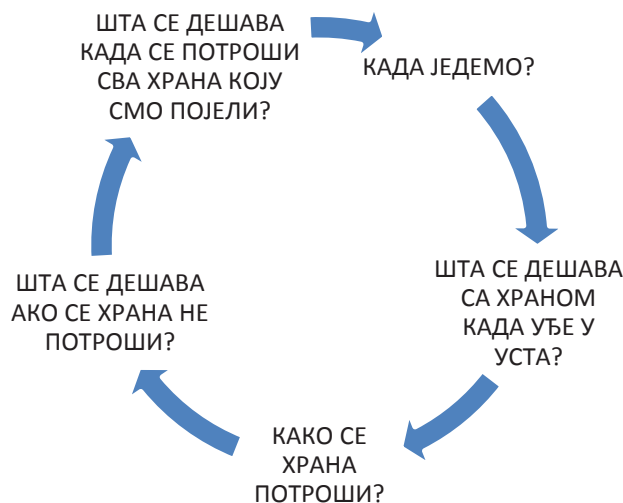 ШТА СЕ ДЕШАВА
КАДА СЕ ПОТРОШИ
СВА ХРАНА КОЈУ
СМО ПОЈЕЛИ?
КАДА ЈЕДЕМО?
ШТА СЕ ДЕШАВА
СА ХРАНОМ
КАДА УЂЕ У
УСТА?
КАКО СЕ
ХРАНА
ПОТРОШИ?
ШТА СЕ ДЕШАВА
АКО СЕ ХРАНА НЕ
ПОТРОШИ?